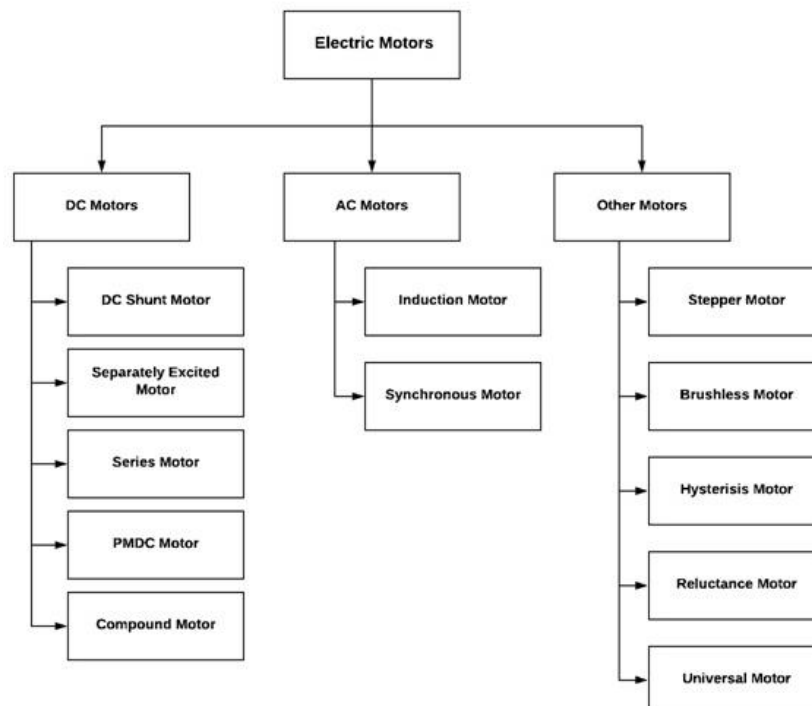 Electric Motors
DC Motors
AC Motors
Other Motors
DC Shunt Motor
Separately Excited
Motor
Series Motor
PMDC Motor
Compound Motor
Induction Motor
Synchronous Motor
Stepper Motor
Brushless Motor
Hysterisis Motor
Reluctance Motor
Universal Motor